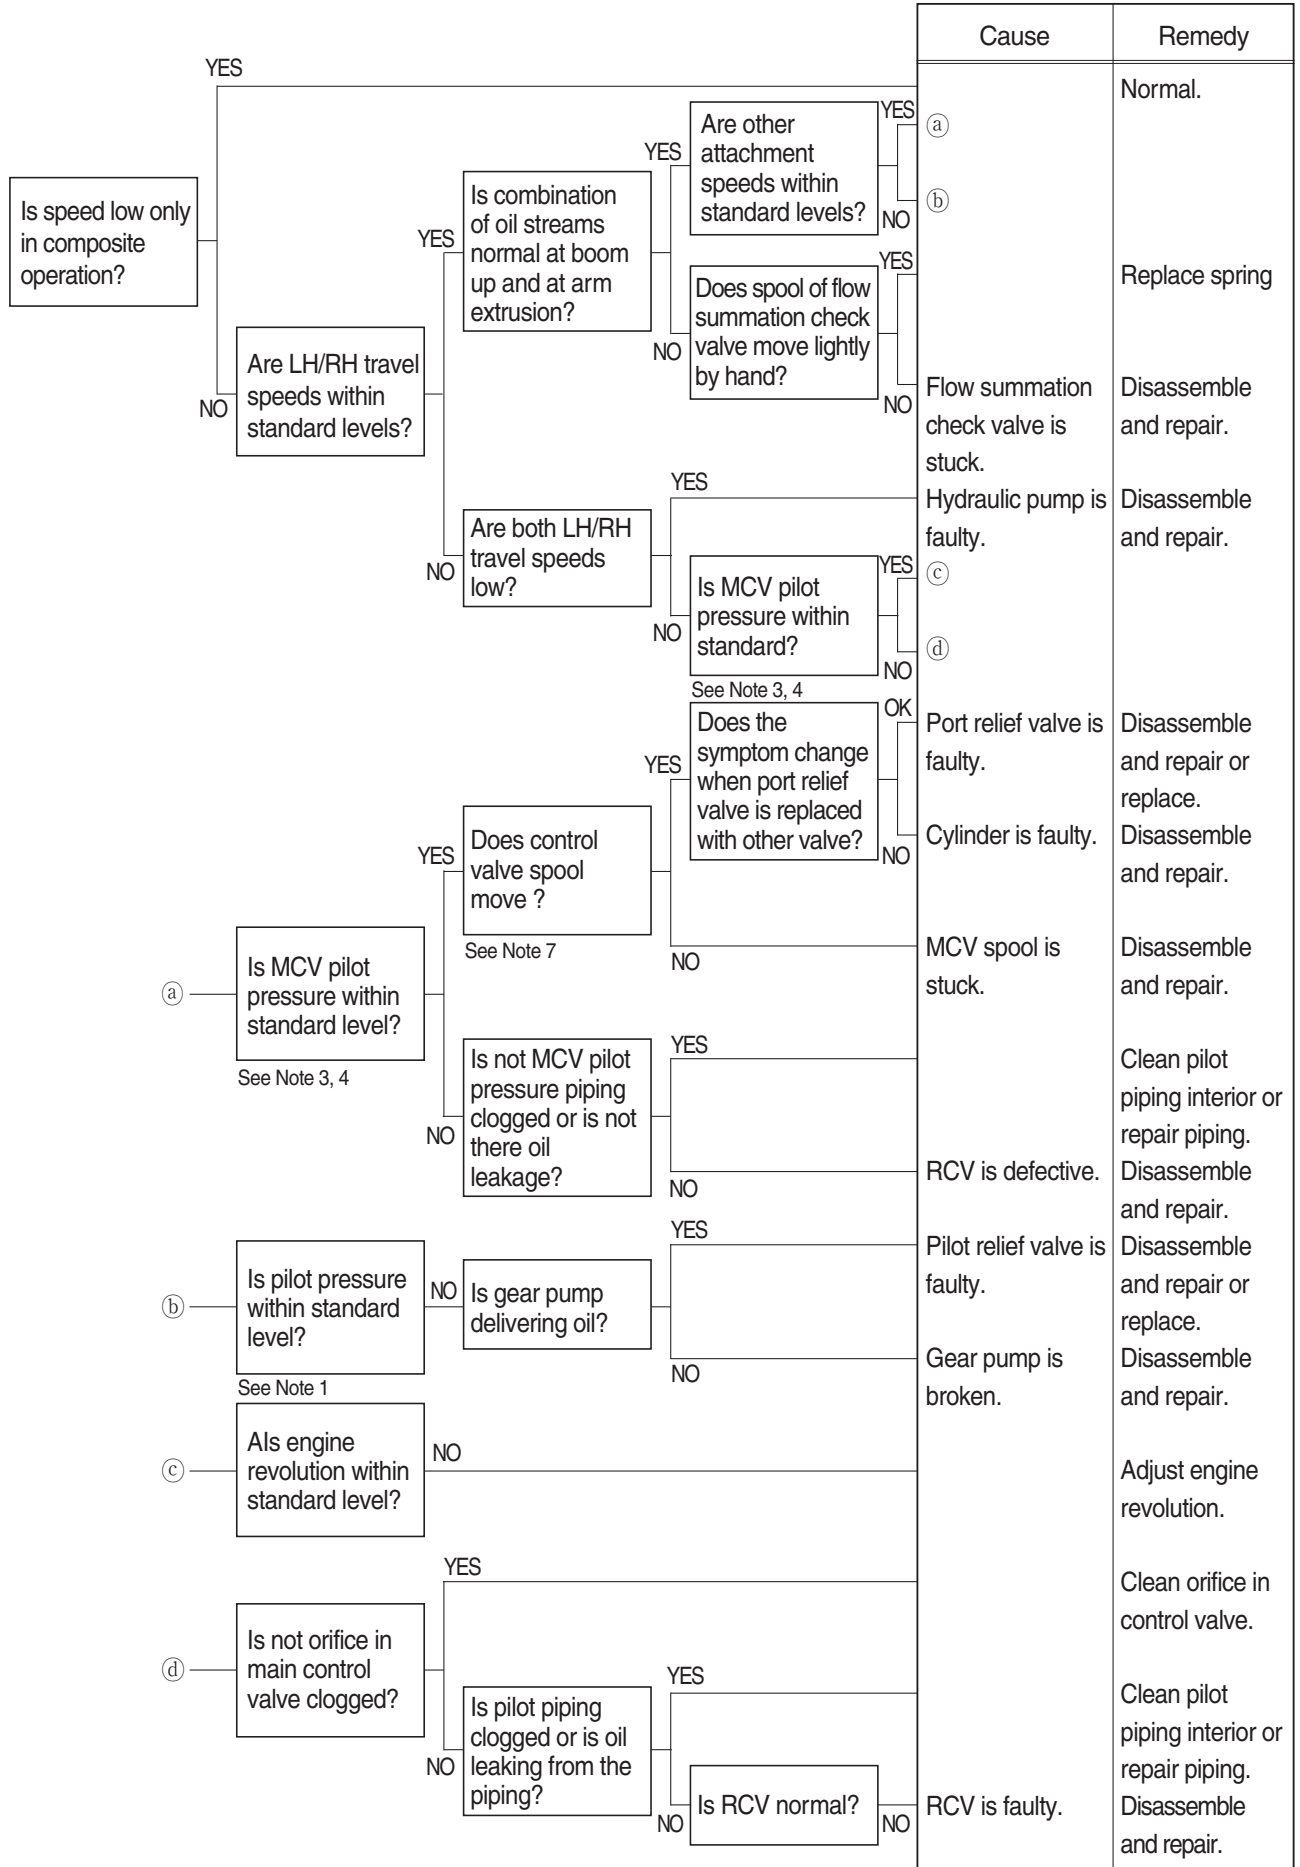 Cause
Remedy
YES
Normal.
Is speed low only
in composite
operation?
NO
Are LH/RH travel
speeds within
standard levels?
YES
Is combination
of oil streams
normal at boom
up and at arm
extrusion?
YES
Are other
attachment
speeds within
standard levels?
YES
ⓐ
ⓑ
NO
NO
Does spool of flow
summation check
valve move lightly
by hand?
YES
Replace spring
NO
Flow summation
check valve is
stuck.
Disassemble
and repair.
NO
Are both LH/RH
travel speeds
low?
YES
Hydraulic pump is
faulty.
Disassemble
and repair.
NO
Is MCV pilot
pressure within
standard?
See Note 3, 4
YES
ⓒ
ⓓ
NO
ⓐ
Is MCV pilot
pressure within
standard level?
See Note 3, 4
YES
Does control
valve spool
move ?
See Note 7
YES
Does the
symptom change
when port relief
valve is replaced
with other valve?
OK
Port relief valve is
faulty.
Disassemble
and repair or
replace.
NO
Cylinder is faulty.
Disassemble
and repair.
NO
MCV spool is
stuck.
Disassemble
and repair.
NO
Is not MCV pilot
pressure piping
clogged or is not
there oil
leakage?
YES
Clean pilot
piping interior or
repair piping.
NO
RCV is defective.
Disassemble
and repair.
ⓑ
Is pilot pressure
within standard
level?
See Note 1
NO
Is gear pump
delivering oil?
YES
Pilot relief valve is
faulty.
Disassemble
and repair or
replace.
NO
Gear pump is
broken.
Disassemble
and repair.
ⓒ
AIs engine
revolution within
standard level?
NO
Adjust engine
revolution.
ⓓ
Is not orifice in
main control
valve clogged?
YES
Clean orifice in
control valve.
NO
Is pilot piping
clogged or is oil
leaking from the
piping?
YES
Clean pilot
piping interior or
repair piping.
NO
Is RCV normal?
NO
RCV is faulty.
Disassemble
and repair.